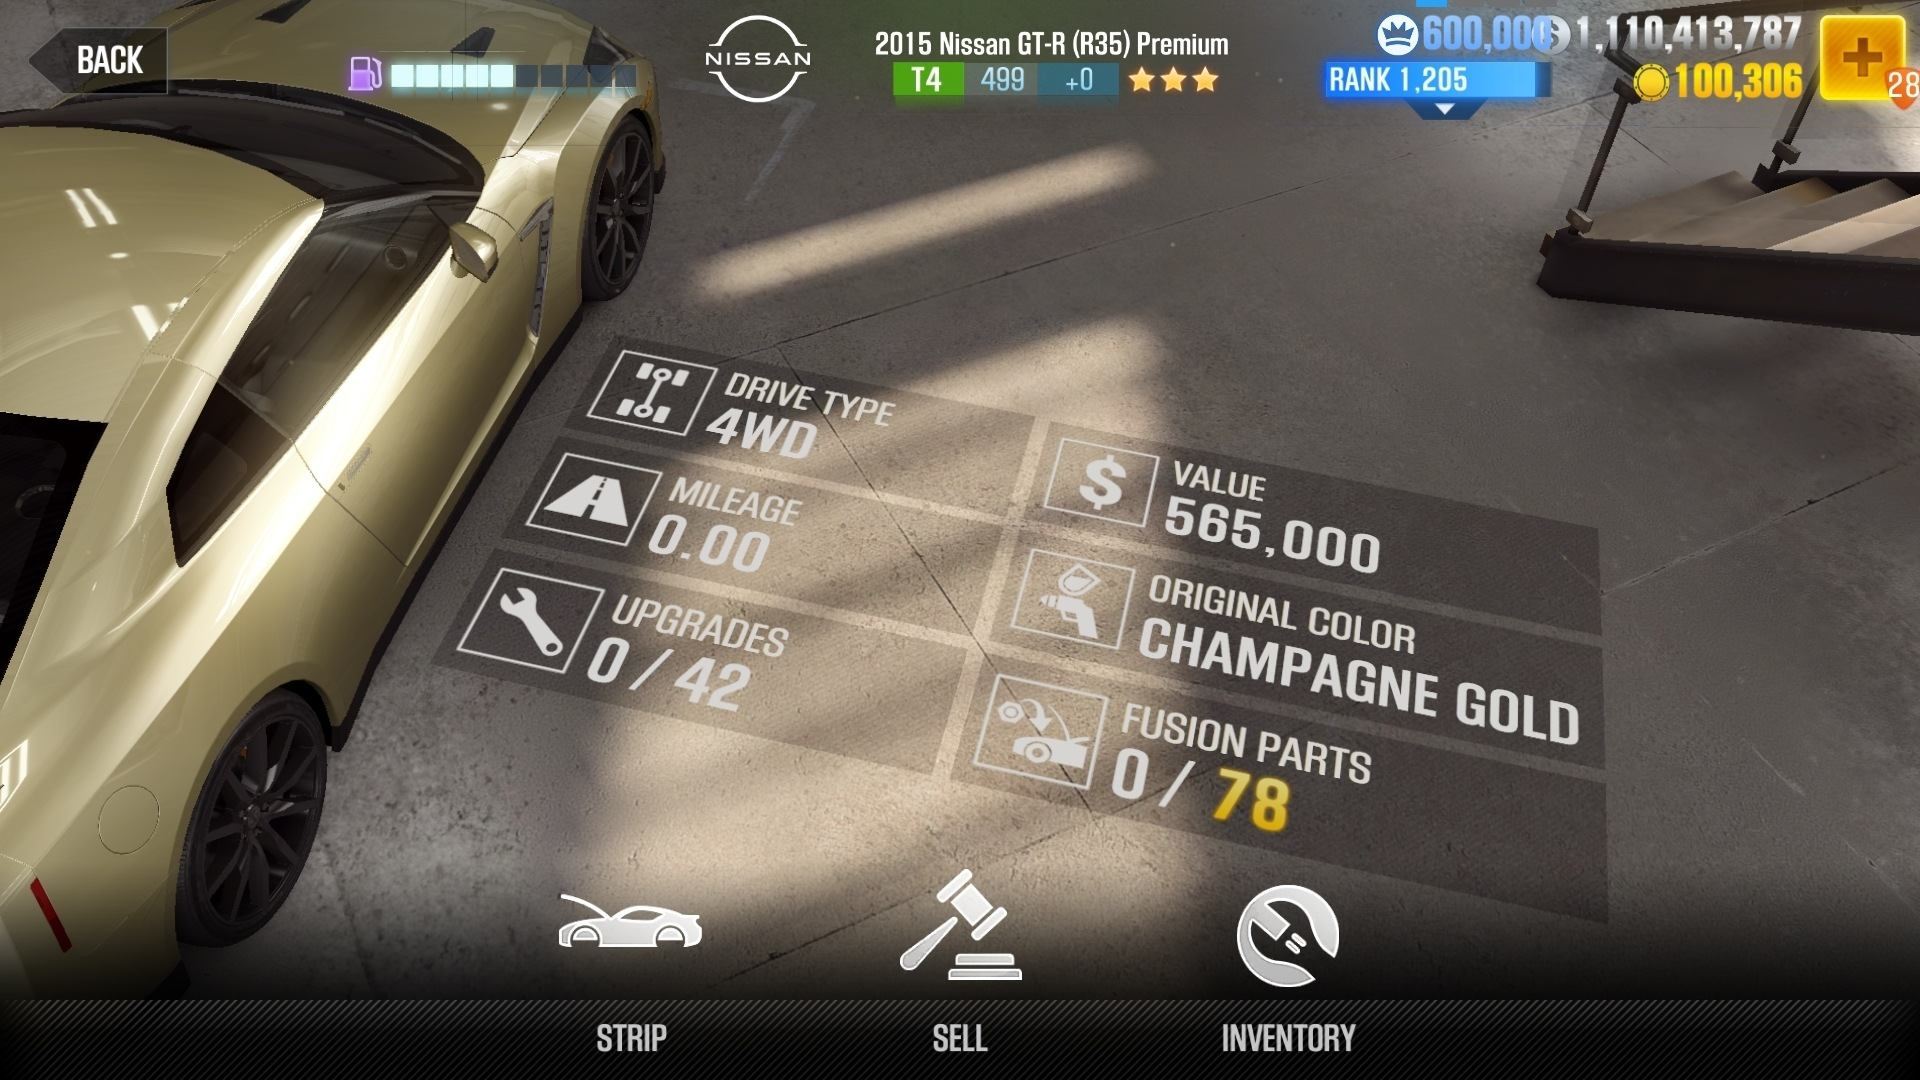 BACK
NISSAN
2015 Nissan GT-R (R35) Premium
T4 499 +0
600,000
1,110,413,787
RANK 1,205
100,306
28
DRIVE TYPE
4WD
MILEAGE
0.00
UPGRADES
0 / 42
VALUE
565,000
ORIGINAL COLOR
CHAMPAGNE GOLD
FUSION PARTS
0 / 78
STRIP
SELL
INVENTORY